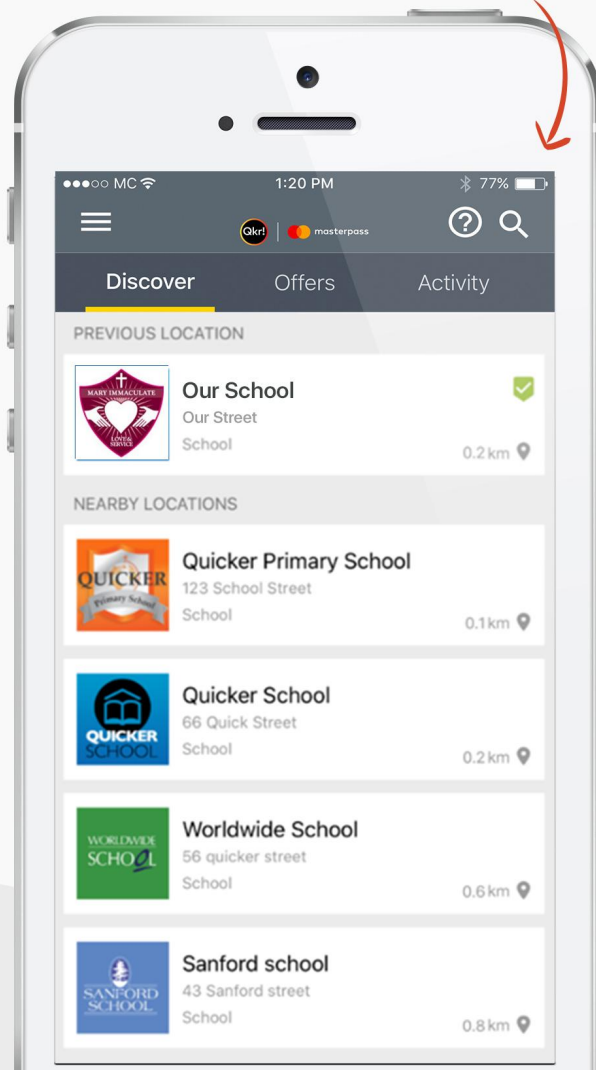 ●●●○○ MC 1:20 PM 77%
Qkr! | masterpass
Discover Offers Activity
PREVIOUS LOCATION
MARY IMMACULATE
LOVE &
SERVICE
Our School
Our Street
School
0.2 km
NEARBY LOCATIONS
QUICKER
Primary School
Quicker Primary School
123 School Street
School
0.1 km
QUICKER
SCHOOL
Quicker School
66 Quick Street
School
0.2 km
WORLDWIDE
SCHOOL
Worldwide School
56 quicker street
School
0.6 km
SANFORD
SCHOOL
Sanford school
43 Sanford street
School
0.8 km